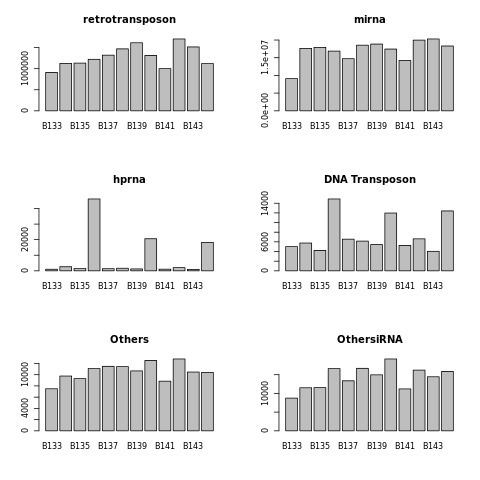 retrotransposon
1000000
0
B133 B135 B137 B139 B141 B143
mirna
1.5e+07
0.0e+00
B133 B135 B137 B139 B141 B143
hprna
20000
0
B133 B135 B137 B139 B141 B143
DNA Transposon
14000
6000
0
B133 B135 B137 B139 B141 B143
Others
10000
4000
0
B133 B135 B137 B139 B141 B143
OthersiRNA
10000
0
B133 B135 B137 B139 B141 B143